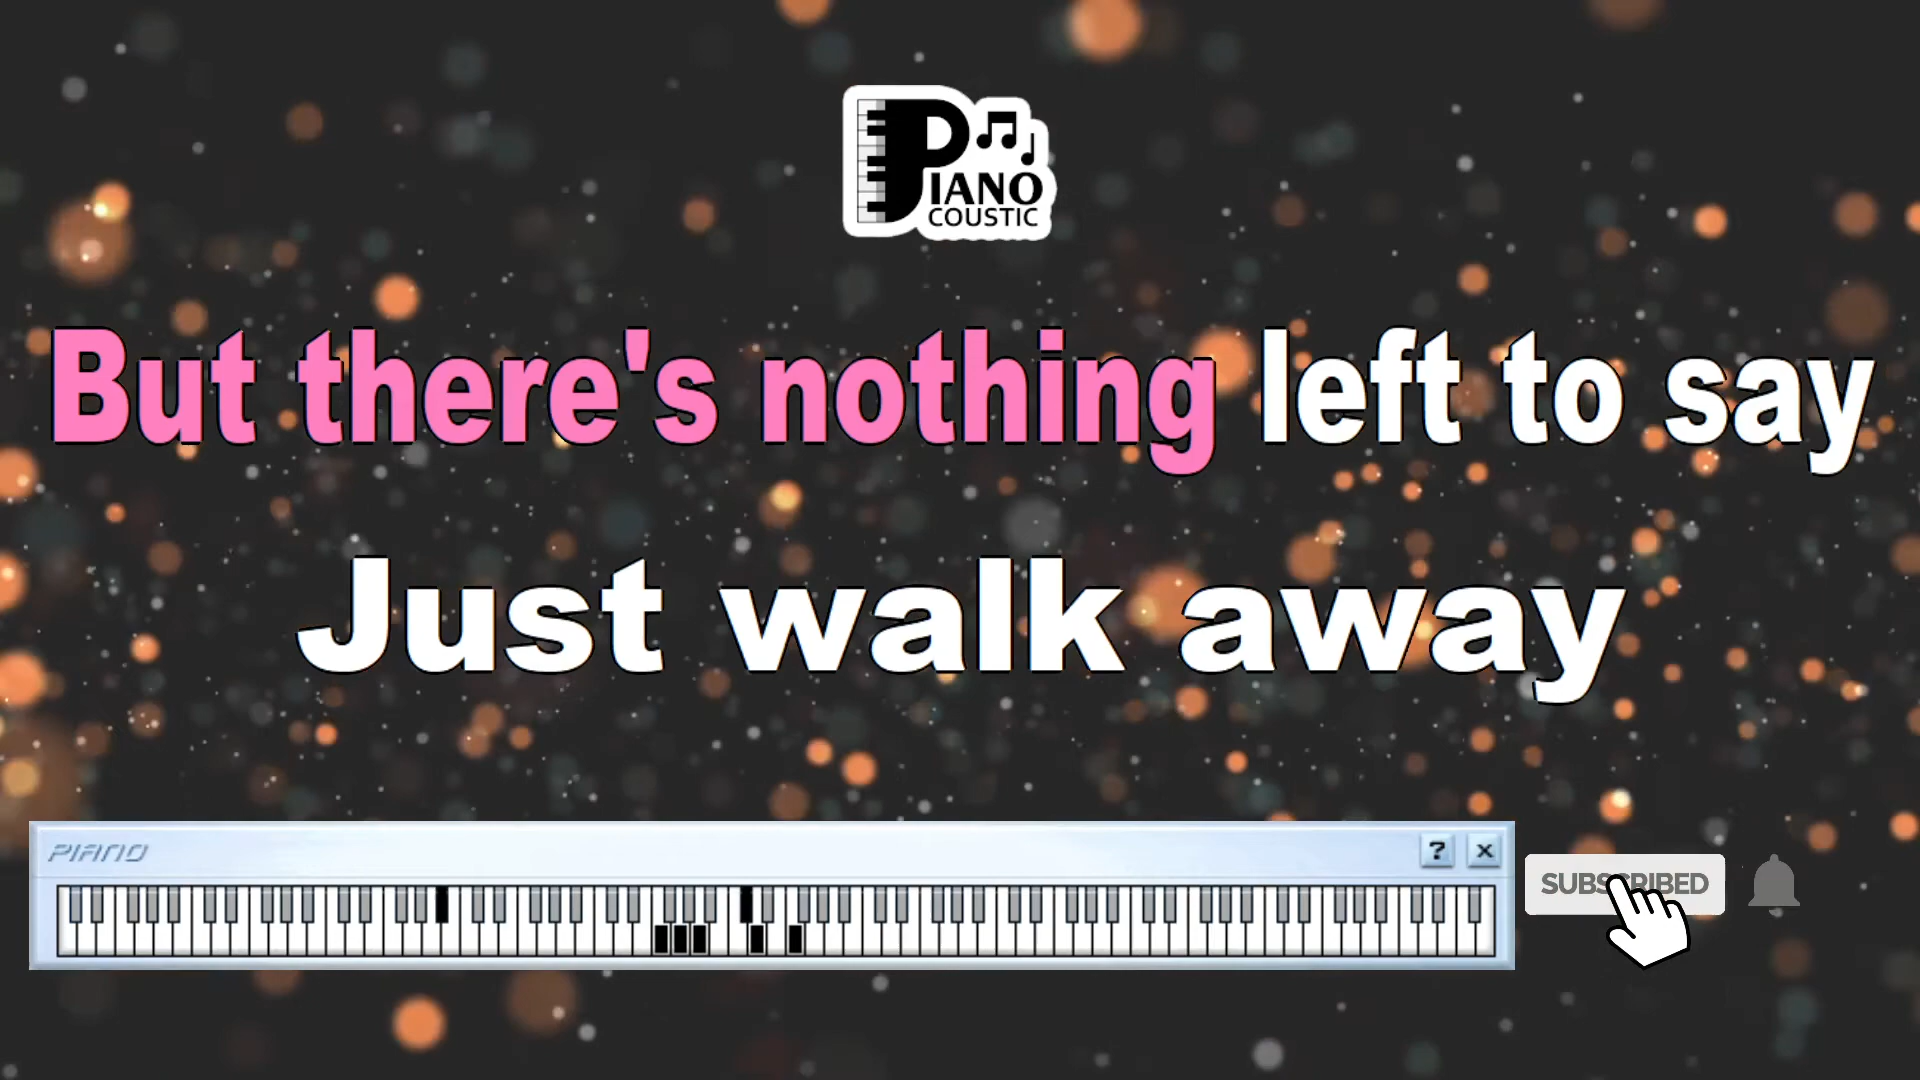 PIANO
COUSTIC
But there's nothing left to say
Just walk away
PIANO
? ×
SUBSCRIBED